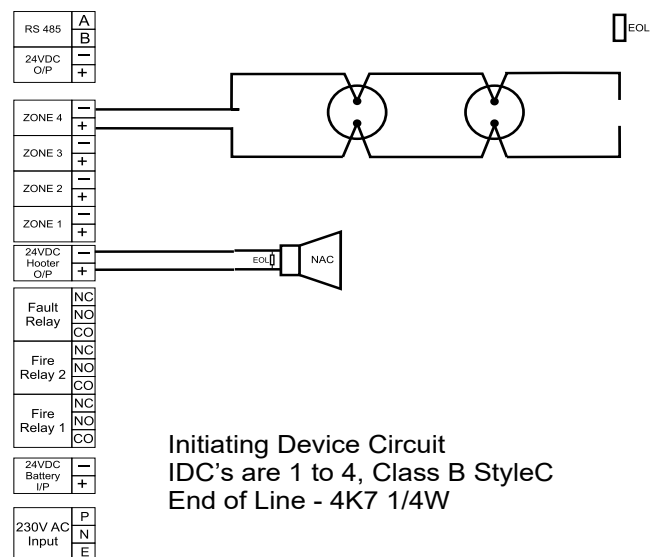 RS 485
A
B
24VDC
O/P
−
+
EOL
ZONE 4
−
+
ZONE 3
−
+
ZONE 2
−
+
ZONE 1
−
+
24VDC
Hooter
O/P
−
+
EOL
NAC
Fault
Relay
NC
NO
CO
Fire
Relay 2
NC
NO
CO
Fire
Relay 1
NC
NO
CO
24VDC
Battery
I/P
−
+
230V AC
Input
P
N
E
Initiating Device Circuit
IDC's are 1 to 4, Class B StyleC
End of Line - 4K7 1/4W